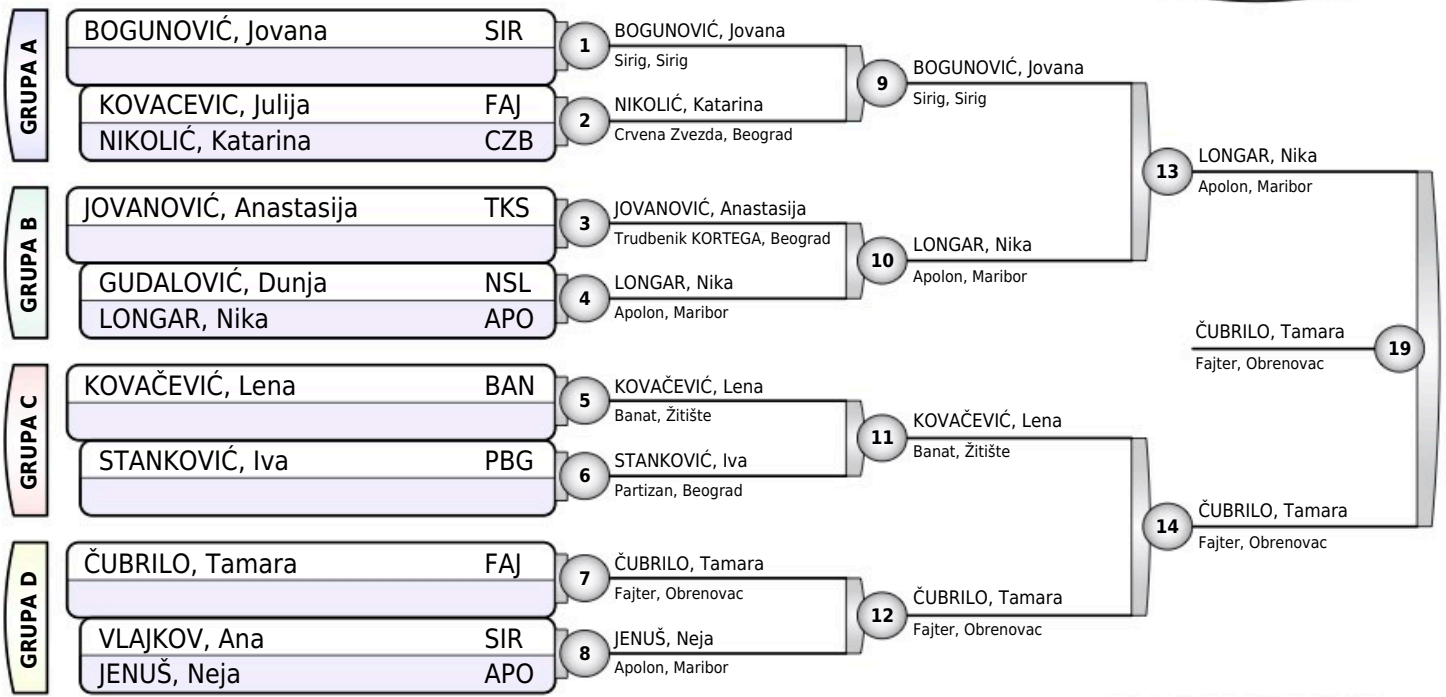 GRUPA A
BOGUNOVIĆ, Jovana SIR
KOVACEVIC, Julija FAJ
NIKOLIĆ, Katarina CZB
GRUPA B
JOVANOVIĆ, Anastasija TKS
GUDALOVIĆ, Dunja NSL
LONGAR, Nika APO
GRUPA C
KOVAČEVIĆ, Lena BAN
STANKOVIĆ, Iva PBG
GRUPA D
ČUBRILO, Tamara FAJ
VLAJKOV, Ana SIR
JENUŠ, Neja APO
1
BOGUNOVIĆ, Jovana
Sirig, Sirig
2
NIKOLIĆ, Katarina
Crvena Zvezda, Beograd
3
JOVANOVIĆ, Anastasija
Trudbenik KORTEGA, Beograd
4
LONGAR, Nika
Apolon, Maribor
5
KOVAČEVIĆ, Lena
Banat, Žitište
6
STANKOVIĆ, Iva
Partizan, Beograd
7
ČUBRILO, Tamara
Fajter, Obrenovac
8
JENUŠ, Neja
Apolon, Maribor
9
BOGUNOVIĆ, Jovana
Sirig, Sirig
10
LONGAR, Nika
Apolon, Maribor
11
KOVAČEVIĆ, Lena
Banat, Žitište
12
ČUBRILO, Tamara
Fajter, Obrenovac
13
LONGAR, Nika
Apolon, Maribor
14
ČUBRILO, Tamara
Fajter, Obrenovac
ČUBRILO, Tamara
Fajter, Obrenovac
19